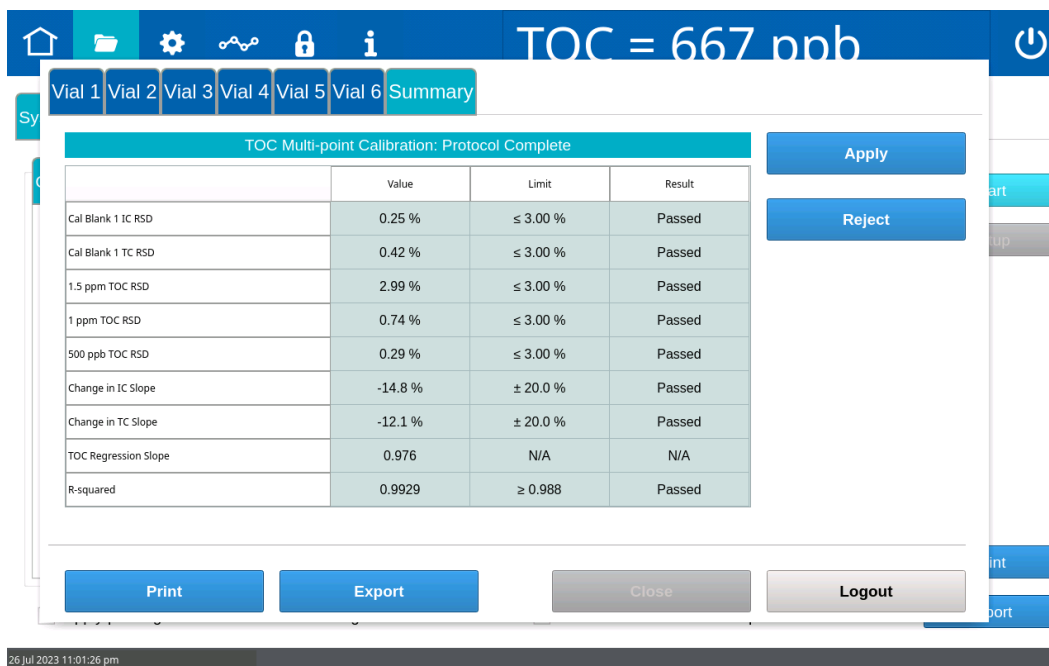 TOC = 667 ppb
Vial 1 Vial 2 Vial 3 Vial 4 Vial 5 Vial 6 Summary
Sy
TOC Multi-point Calibration: Protocol Complete
Apply
Value Limit Result
art
Cal Blank 1 IC RSD 0.25 % ≤ 3.00 % Passed
Reject
Cal Blank 1 TC RSD 0.42 % ≤ 3.00 % Passed
1.5 ppm TOC RSD 2.99 % ≤ 3.00 % Passed
1 ppm TOC RSD 0.74 % ≤ 3.00 % Passed
500 ppb TOC RSD 0.29 % ≤ 3.00 % Passed
Change in IC Slope -14.8 % ± 20.0 % Passed
Change in TC Slope -12.1 % ± 20.0 % Passed
TOC Regression Slope 0.976 N/A N/A
R-squared 0.9929 ≥ 0.988 Passed
int
Print Export Close Logout
ort
26 Jul 2023 11:01:26 pm